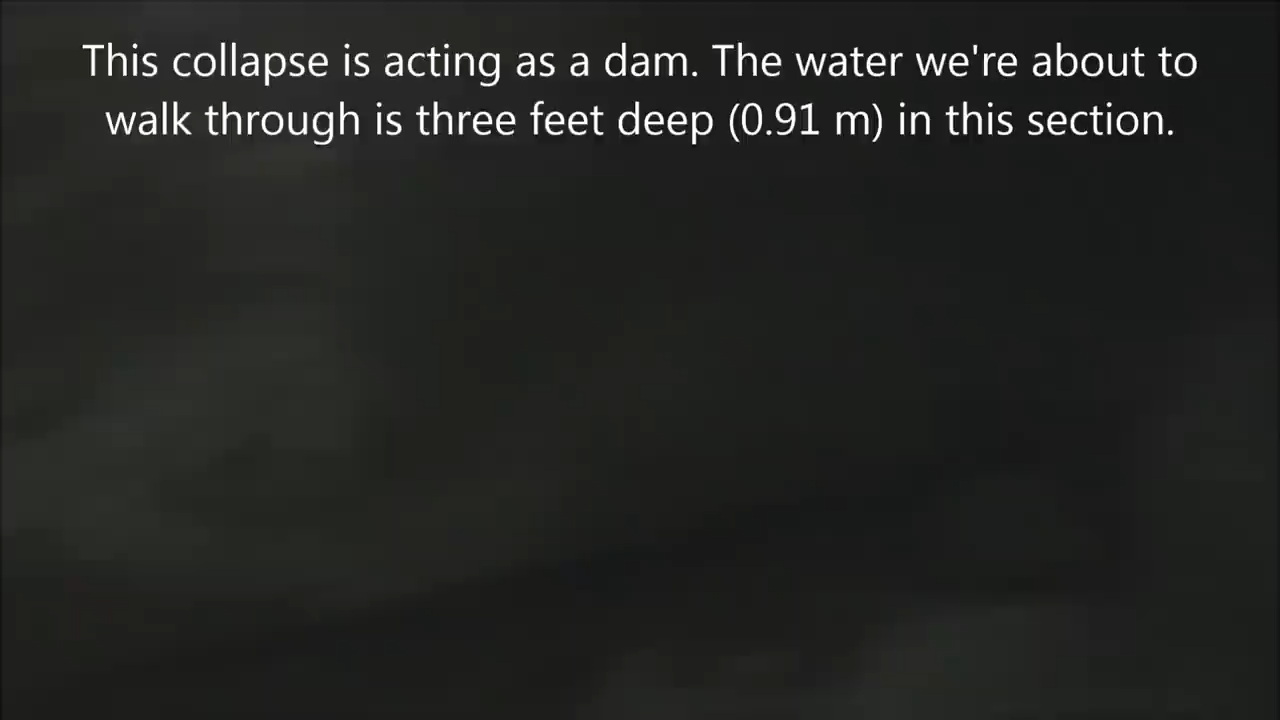 This collapse is acting as a dam. The water we're about to
walk through is three feet deep (0.91 m) in this section.